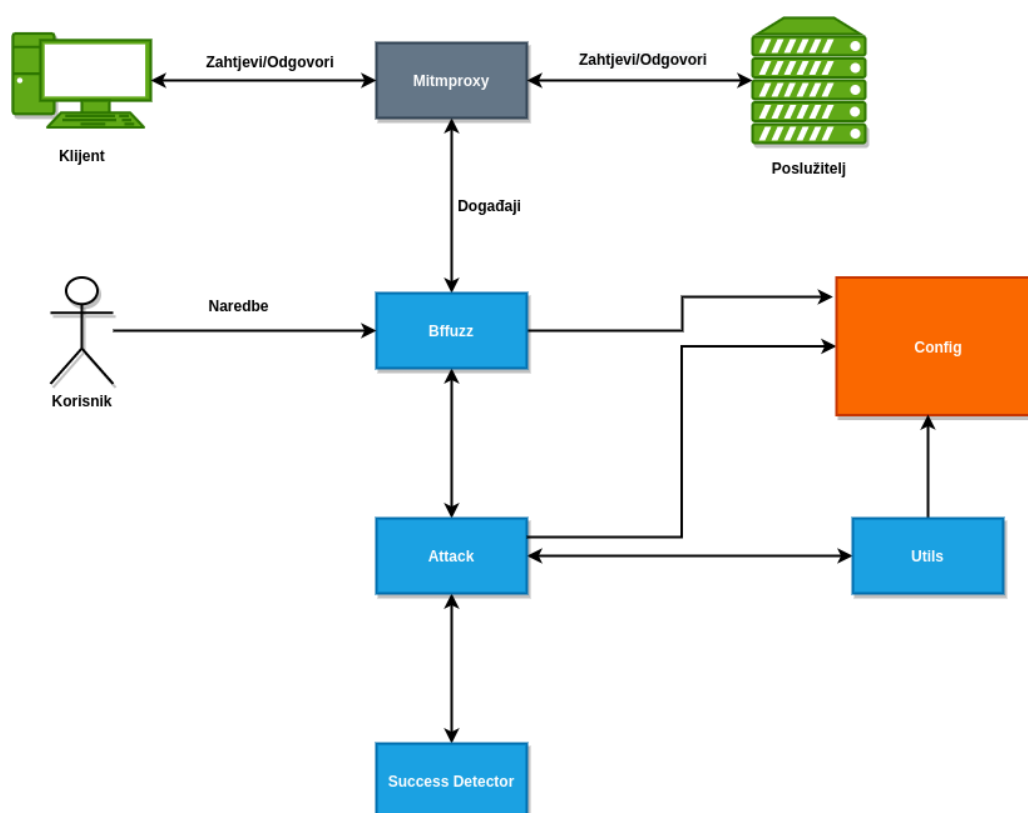 Zahtjevi/Odgovori
Mitmproxy
Zahtjevi/Odgovori
Klijent
Poslužitelj
Događaji
Naredbe
Bffuzz
Config
Korisnik
Attack
Utils
Success Detector